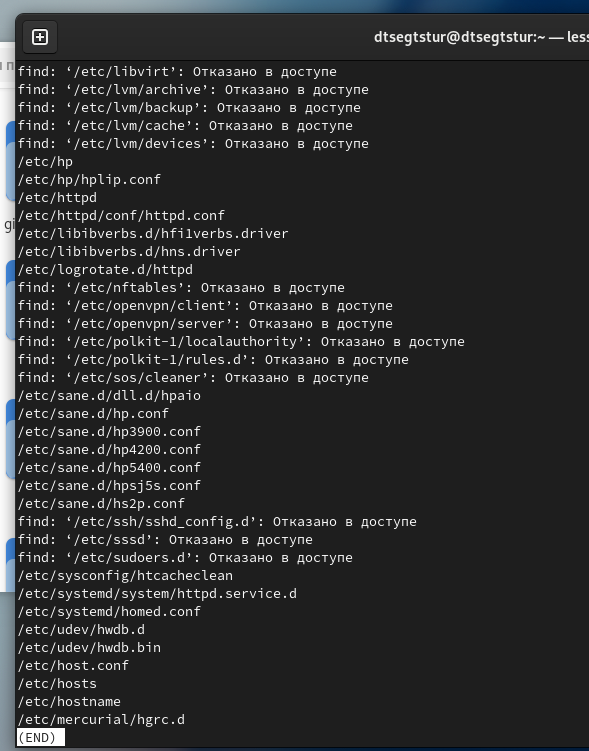 dtsegtstur@dtsegtstur:~ — less
find: ‘/etc/libvirt’: Отказано в доступе
find: ‘/etc/lvm/archive’: Отказано в доступе
find: ‘/etc/lvm/backup’: Отказано в доступе
find: ‘/etc/lvm/cache’: Отказано в доступе
find: ‘/etc/lvm/devices’: Отказано в доступе
/etc/hp
/etc/hp/hplip.conf
/etc/httpd
/etc/httpd/conf/httpd.conf
/etc/libibverbs.d/hfi1verbs.driver
/etc/libibverbs.d/hns.driver
/etc/logrotate.d/httpd
find: ‘/etc/nftables’: Отказано в доступе
find: ‘/etc/openvpn/client’: Отказано в доступе
find: ‘/etc/openvpn/server’: Отказано в доступе
find: ‘/etc/polkit-1/localauthority’: Отказано в доступе
find: ‘/etc/polkit-1/rules.d’: Отказано в доступе
find: ‘/etc/sos/cleaner’: Отказано в доступе
/etc/sane.d/dll.d/hpaio
/etc/sane.d/hp.conf
/etc/sane.d/hp3900.conf
/etc/sane.d/hp4200.conf
/etc/sane.d/hp5400.conf
/etc/sane.d/hpsj5s.conf
/etc/sane.d/hs2p.conf
find: ‘/etc/ssh/sshd_config.d’: Отказано в доступе
find: ‘/etc/sssd’: Отказано в доступе
find: ‘/etc/sudoers.d’: Отказано в доступе
/etc/sysconfig/htcacheclean
/etc/systemd/system/httpd.service.d
/etc/systemd/homed.conf
/etc/udev/hwdb.d
/etc/udev/hwdb.bin
/etc/host.conf
/etc/hosts
/etc/hostname
/etc/mercurial/hgrc.d
(END)